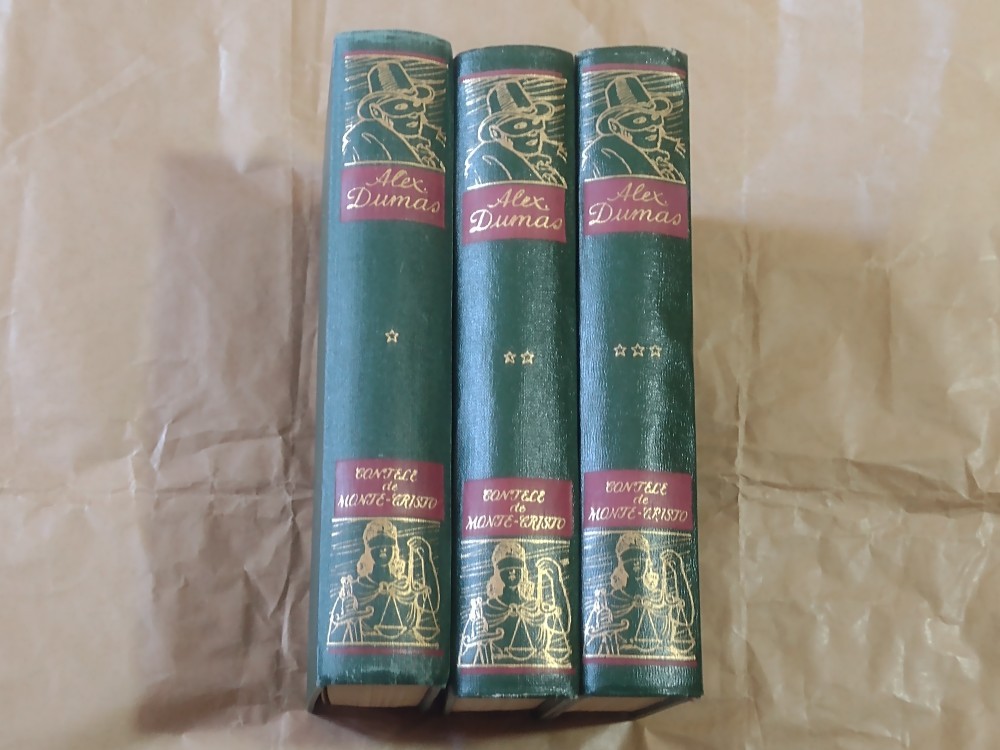 Alex.
Dumas
CONTELE
de
MONTE-CRISTO
Alex.
Dumas
CONTELE
de
MONTE-CRISTO
Alex.
Dumas
CONTELE
de
MONTE-CRISTO